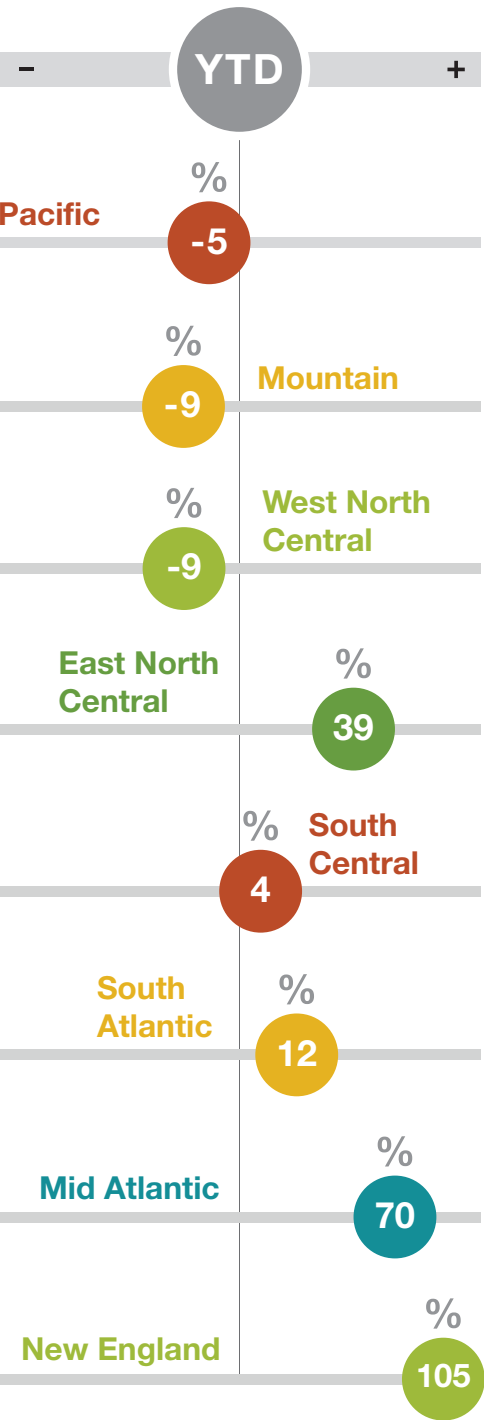 - YTD +
%
Pacific
-5
%
Mountain
-9
%
West North
Central
-9
East North
Central
%
39
%
South
Central
4
South
Atlantic
%
12
%
Mid Atlantic
70
%
New England
105